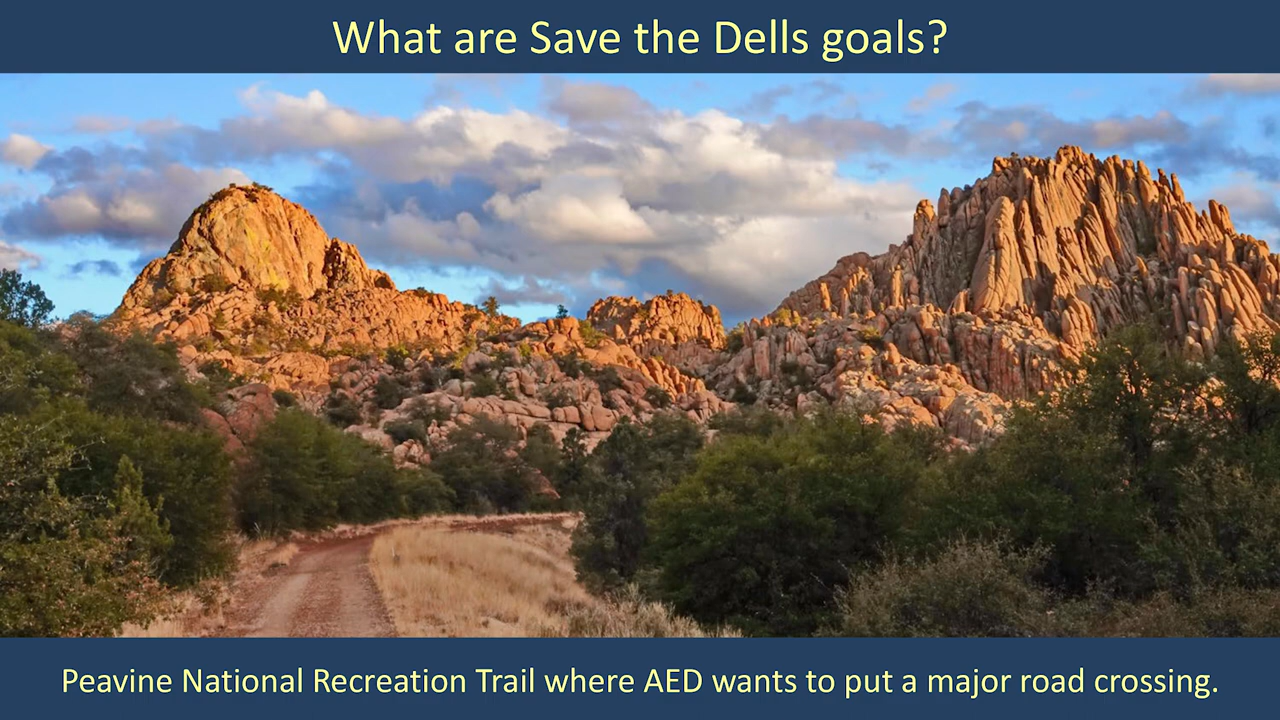 What are Save the Dells goals?
Peavine National Recreation Trail where AED wants to put a major road crossing.